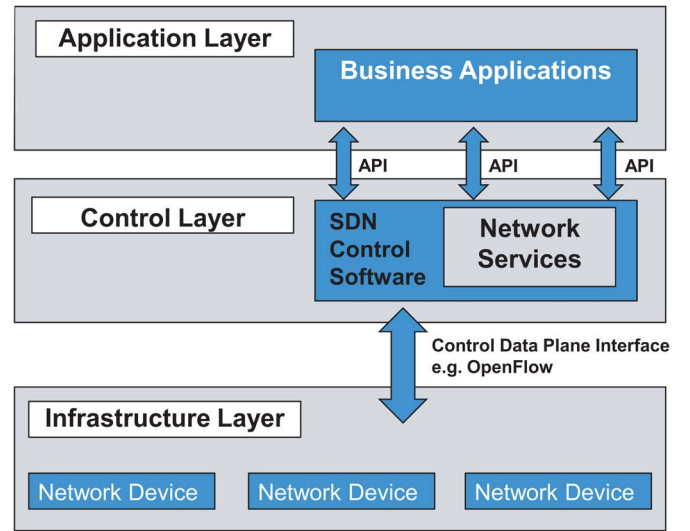 Application Layer
Business Applications
API
API
API
Control Layer
SDN
Control
Software
Network
Services
Control Data Plane Interface
e.g. OpenFlow
Infrastructure Layer
Network Device
Network Device
Network Device